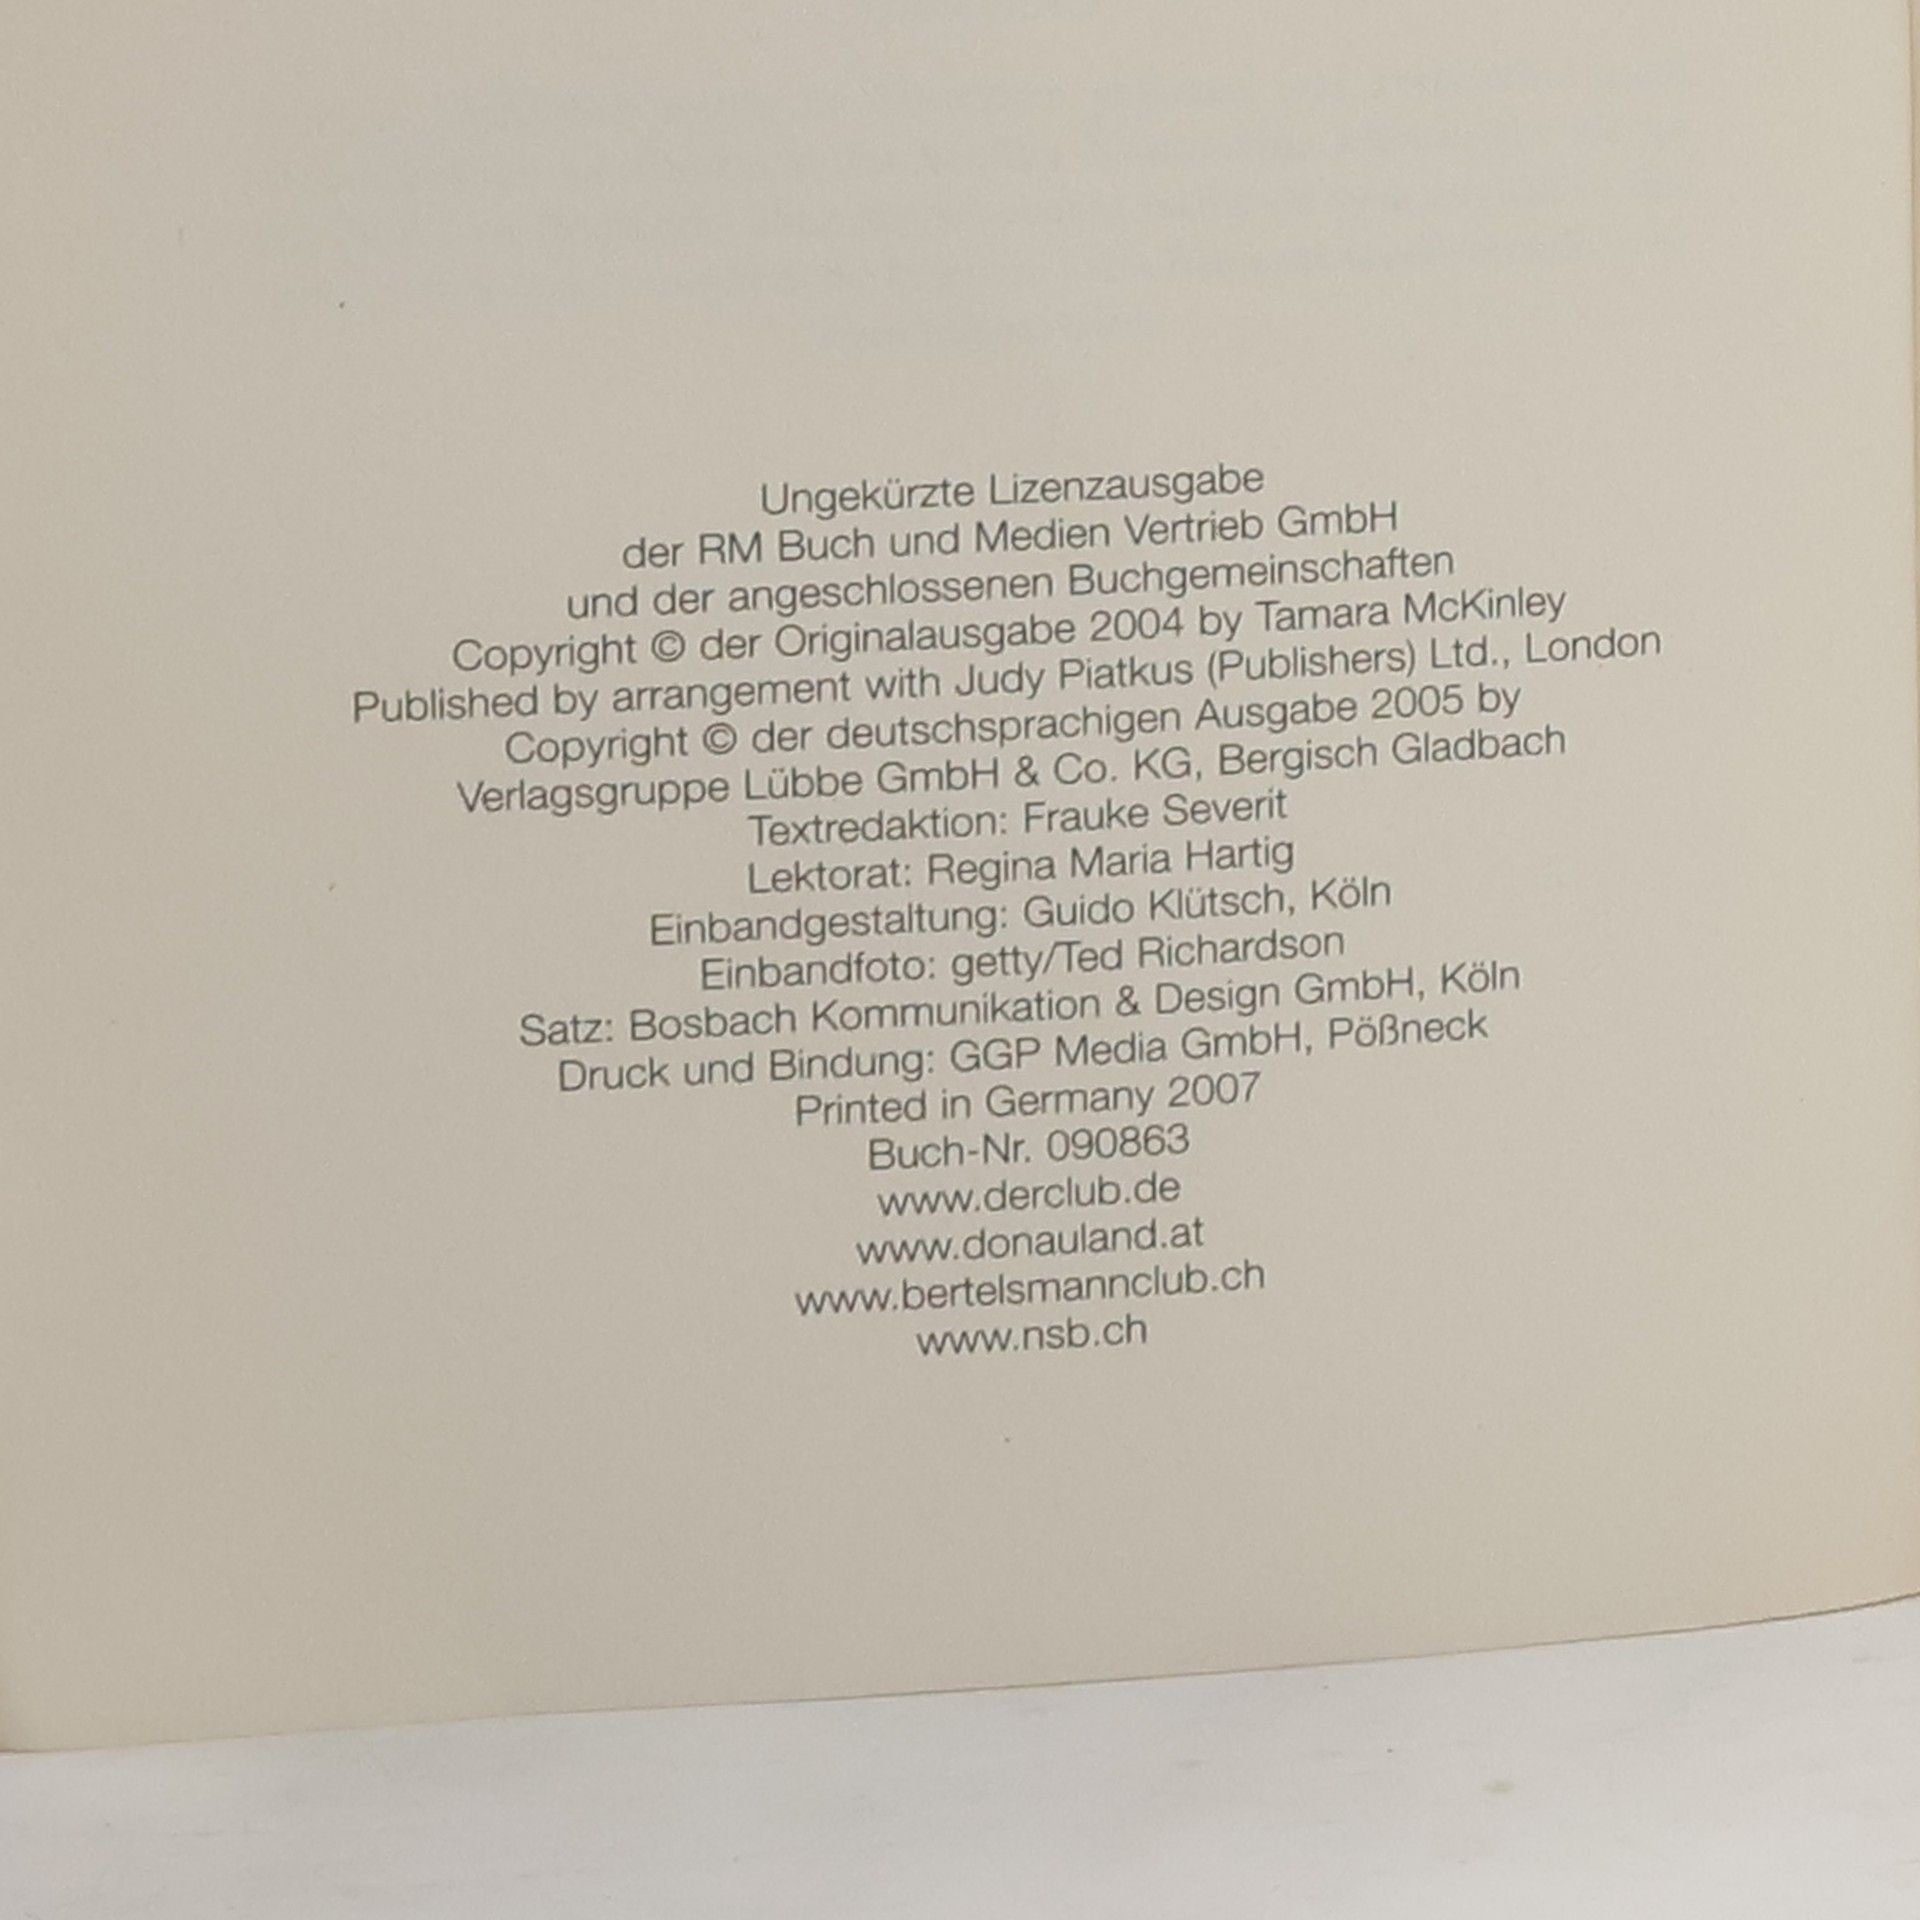 Ungekürzte Lizenzausgabe
der RM Buch und Medien Vertrieb GmbH
und der angeschlossenen Buchgemeinschaften
Copyright © der Originalausgabe 2004 by Tamara McKinley
Published by arrangement with Judy Piatkus (Publishers) Ltd., London
Copyright © der deutschsprachigen Ausgabe 2005 by
Verlagsgruppe Lübbe GmbH & Co. KG, Bergisch Gladbach
Textredaktion: Frauke Severit
Lektorat: Regina Maria Hartig
Einbandgestaltung: Guido Klütsch, Köln
Einbandfoto: getty/Ted Richardson
Satz: Bosbach Kommunikation & Design GmbH, Köln
Druck und Bindung: GGP Media GmbH, Pößneck
Printed in Germany 2007
Buch-Nr. 090863
www.derclub.de
www.donauland.at
www.bertelsmannclub.ch
www.nsb.ch